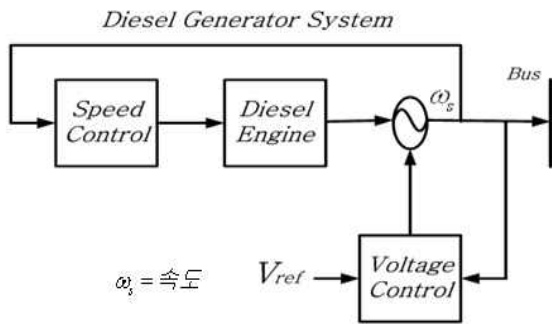 Diesel Generator System
Speed
Control
Diesel
Engine
ωs
Bus
Vref
Voltage
Control
ωs = 속도